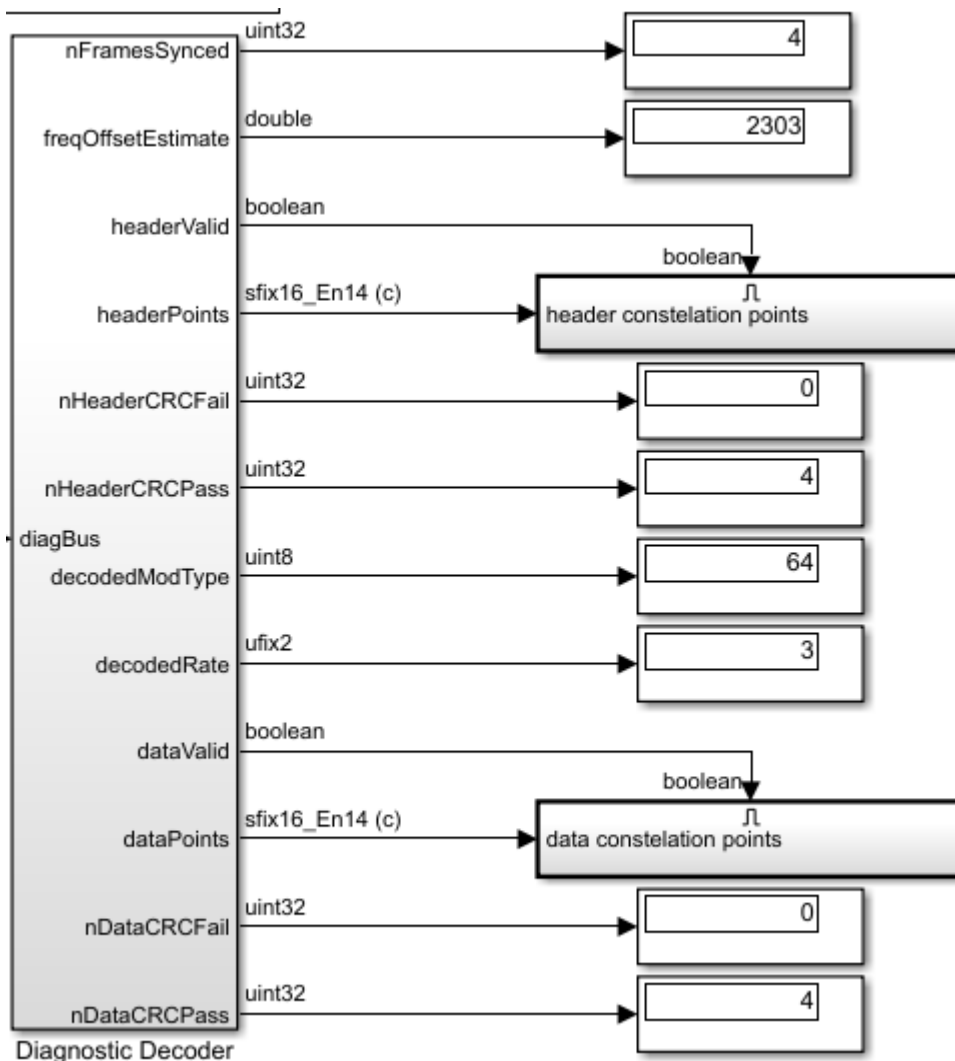 uint32
nFramesSynced
4
double
freqOffsetEstimate
2303
boolean
headerValid
boolean
sfix16_En14 (c)
headerPoints
header constelation points
uint32
nHeaderCRCFail
0
uint32
nHeaderCRCPass
4
diagBus
uint8
decodedModType
64
ufix2
decodedRate
3
boolean
dataValid
boolean
sfix16_En14 (c)
dataPoints
data constelation points
uint32
nDataCRCFail
0
uint32
nDataCRCPass
4
Diagnostic Decoder